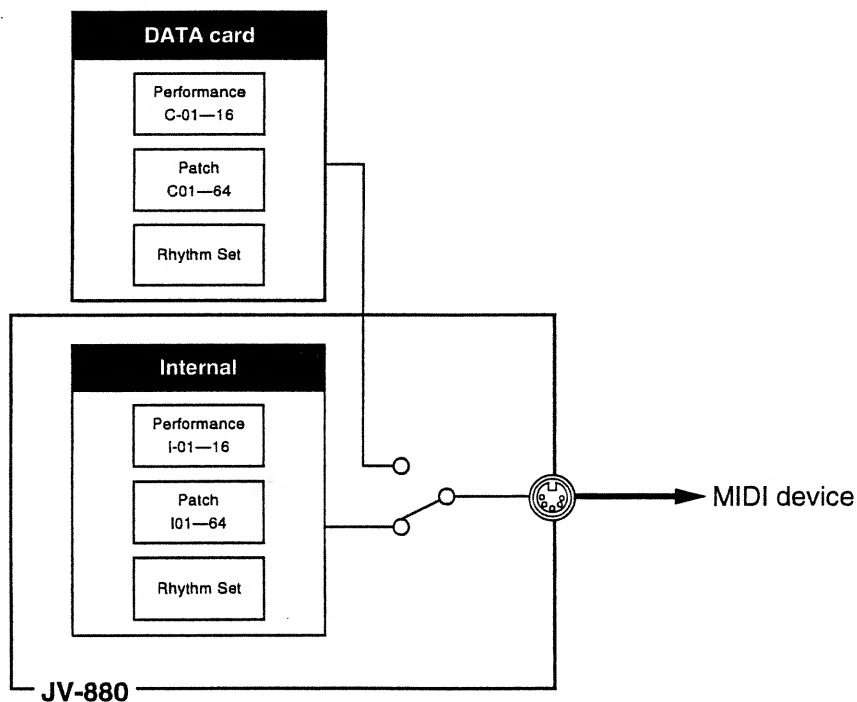 DATA card
Performance
C-01—16
Patch
C01—64
Rhythm Set
Internal
Performance
I-01—16
Patch
I01—64
Rhythm Set
MIDI device
JV-880